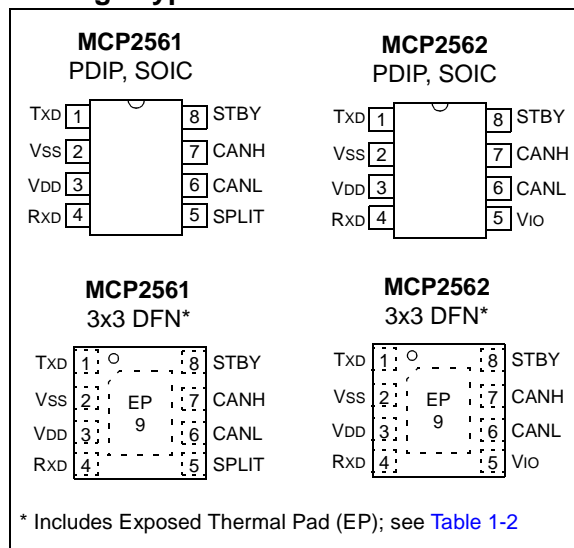 MCP2561
PDIP, SOIC
TXD 1
8 STBY
VSS 2
7 CANH
VDD 3
6 CANL
RXD 4
5 SPLIT
MCP2562
PDIP, SOIC
TXD 1
8 STBY
VSS 2
7 CANH
VDD 3
6 CANL
RXD 4
5 VIO
MCP2561
3x3 DFN*
TXD 1
8 STBY
VSS 2
EP
9
7 CANH
VDD 3
6 CANL
RXD 4
5 SPLIT
MCP2562
3x3 DFN*
TXD 1
8 STBY
VSS 2
EP
9
7 CANH
VDD 3
6 CANL
RXD 4
5 VIO
* Includes Exposed Thermal Pad (EP); see Table 1-2